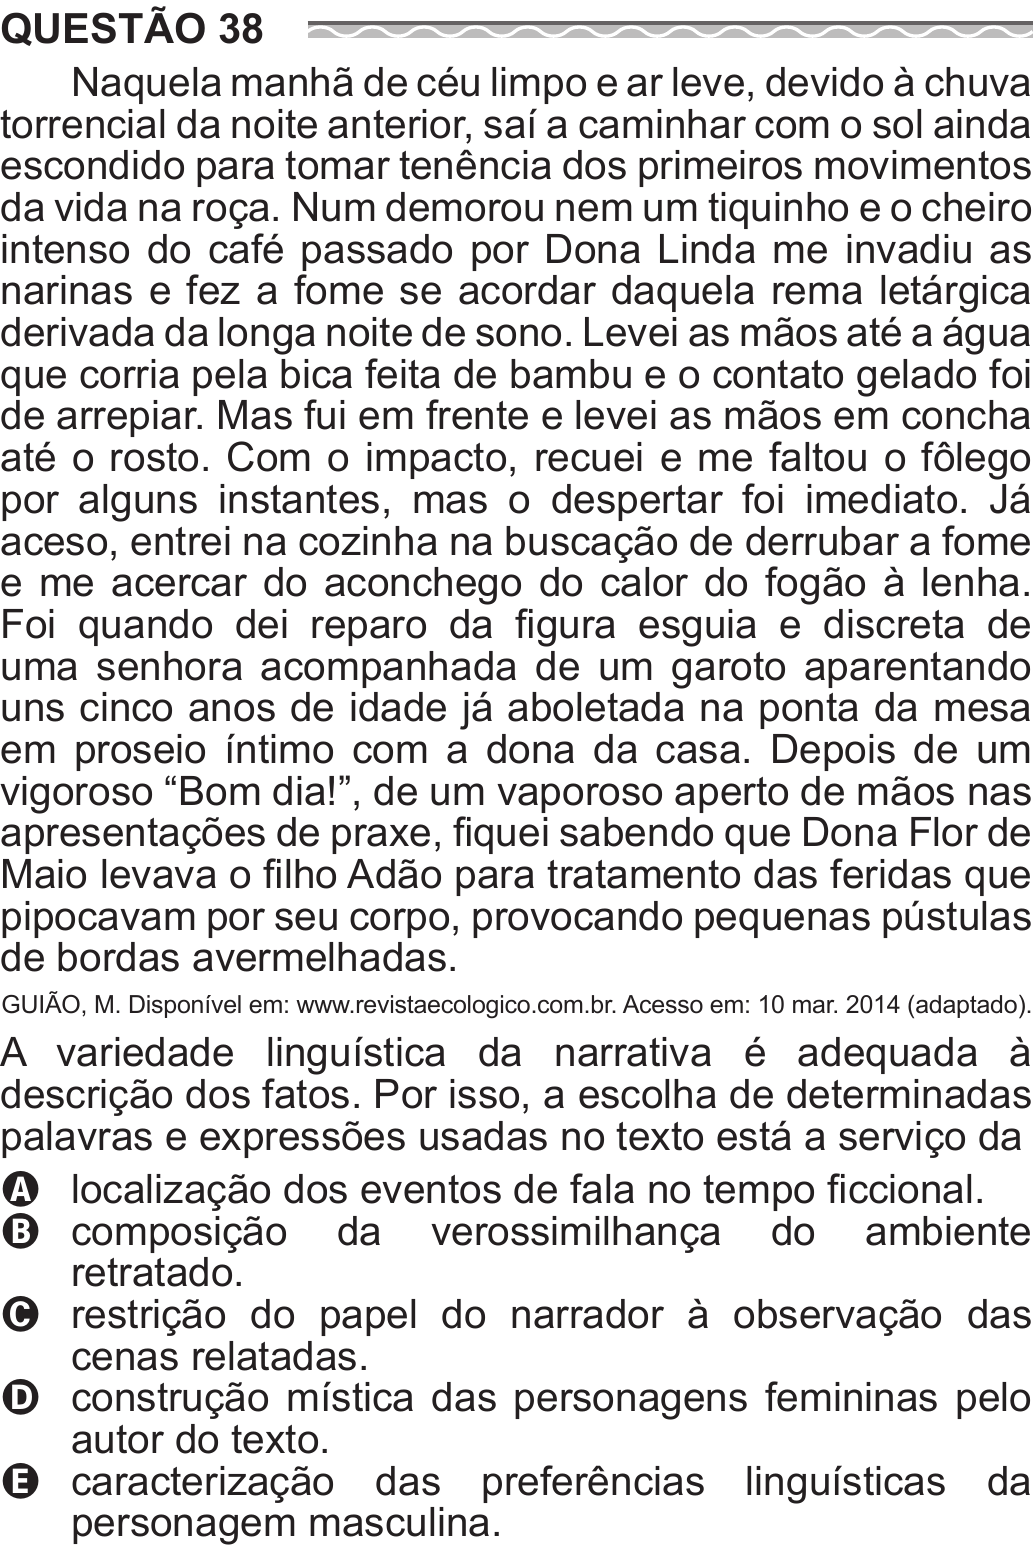 QUESTÃO 38
Naquela manhã de céu limpo e ar leve, devido à chuva
torrencial da noite anterior, saí a caminhar com o sol ainda
escondido para tomar tenência dos primeiros movimentos
da vida na roça. Num demorou nem um tiquinho e o cheiro
intenso do café passado por Dona Linda me invadiu as
narinas e fez a fome se acordar daquela rema letárgica
derivada da longa noite de sono. Levei as mãos até a água
que corria pela bica feita de bambu e o contato gelado foi
de arrepiar. Mas fui em frente e levei as mãos em concha
até o rosto. Com o impacto, recuei e me faltou o fôlego
por alguns instantes, mas o despertar foi imediato. Já
aceso, entrei na cozinha na buscação de derrubar a fome
e me acercar do aconchego do calor do fogão à lenha.
Foi quando dei reparo da figura esguia e discreta de
uma senhora acompanhada de um garoto aparentando
uns cinco anos de idade já aboletada na ponta da mesa
em proseio íntimo com a dona da casa. Depois de um
vigoroso “Bom dia!”, de um vaporoso aperto de mãos nas
apresentações de praxe, fiquei sabendo que Dona Flor de
Maio levava o filho Adão para tratamento das feridas que
pipocavam por seu corpo, provocando pequenas pústulas
de bordas avermelhadas.
GUIÃO, M. Disponível em: www.revistaecologico.com.br. Acesso em: 10 mar. 2014 (adaptado).
A variedade linguística da narrativa é adequada à
descrição dos fatos. Por isso, a escolha de determinadas
palavras e expressões usadas no texto está a serviço da
A localização dos eventos de fala no tempo ficcional.
B composição da verossimilhança do ambiente
retratado.
C restrição do papel do narrador à observação das
cenas relatadas.
D construção mística das personagens femininas pelo
autor do texto.
E caracterização das preferências linguísticas da
personagem masculina.